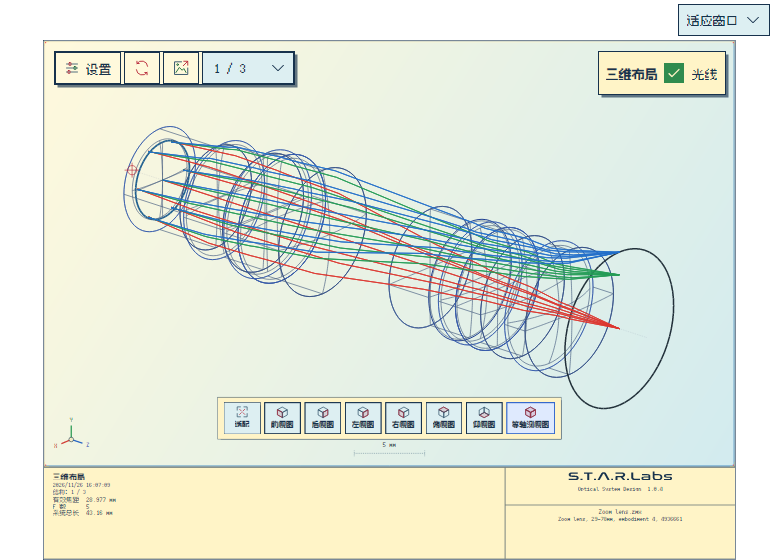 适应窗口
设置
1 / 3
三维布局
光线
适配
前视图
后视图
左视图
右视图
俯视图
仰视图
等轴测视图
5 mm
Y
X
Z
三维布局
2026/11/26 16:07:09
结构: 1 / 3
有效焦距 28.977 mm
F 数 5
系统总长 43.16 mm
S.T.A.R.Labs
Optical System Design 1.0.6
Zoom lens.zmx
Zoom lens, 29-70mm, embodiment 4, 4936661